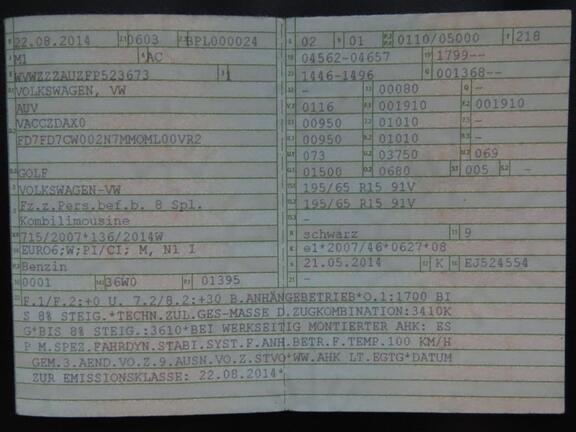 22.08.2014 0603 BPL000024
M1 AC
WVWZZZAUZFP523673
VOLKSWAGEN, VW
AUV
VACCZDAX0
FD7FD7CW002N7MMOML00VR2
GOLF
VOLKSWAGEN-VW
Fz.z.Pers.bef.b. 8 Spl.
Kombilimousine
715/2007*136/2014W
EURO6;W;PI/CI; M, N1 I
Benzin
0001 36W0 01395
02 01 0110/05000 218
04562-04657 1799--
1446-1496 001368--
- 00080 -
0116 001910 001910
00950 01010 -
00950 01010 -
073 03750 069
01500 0680 005 -
195/65 R15 91V
195/65 R15 91V
-
schwarz 9
e1*2007/46*0627*08
21.05.2014 K EJ524554
F.1/F.2:+0 U. 7.2/8.2:+30 B.ANHÄNGEBETRIEB*O.1:1700 BI
S 8% STEIG.*TECHN.ZUL.GES-MASSE D.ZUGKOMBINATION:3410K
G*BIS 8% STEIG.:3610*BEI WERKSEITIG MONTIERTER AHK: ES
P M.SPEZ.FAHRDYN.STABI.SYST.F.ANH.BETR.F.TEMP.100 KM/H
GEM.3.AEND.VO.Z.9.AUSN.VO.Z.STVO*WW.AHK LT.EGTG*DATUM
ZUR EMISSIONSKLASSE: 22.08.2014*